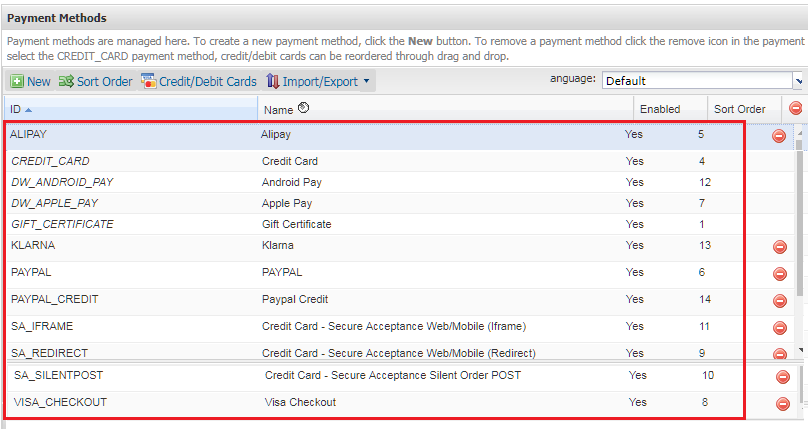 Payment Methods
Payment methods are managed here. To create a new payment method, click the New button. To remove a payment method click the remove icon in the payment
select the CREDIT_CARD payment method, credit/debit cards can be reordered through drag and drop.
New Sort Order Credit/Debit Cards Import/Export anguage: Default
ID Name Enabled Sort Order
ALIPAY Alipay Yes 5
CREDIT_CARD Credit Card Yes 4
DW_ANDROID_PAY Android Pay Yes 12
DW_APPLE_PAY Apple Pay Yes 7
GIFT_CERTIFICATE Gift Certificate Yes 1
KLARNA Klarna Yes 13
PAYPAL PAYPAL Yes 6
PAYPAL_CREDIT Paypal Credit Yes 14
SA_IFRAME Credit Card - Secure Acceptance Web/Mobile (Iframe) Yes 11
SA_REDIRECT Credit Card - Secure Acceptance Web/Mobile (Redirect) Yes 9
SA_SILENTPOST Credit Card - Secure Acceptance Silent Order POST Yes 10
VISA_CHECKOUT Visa Checkout Yes 8